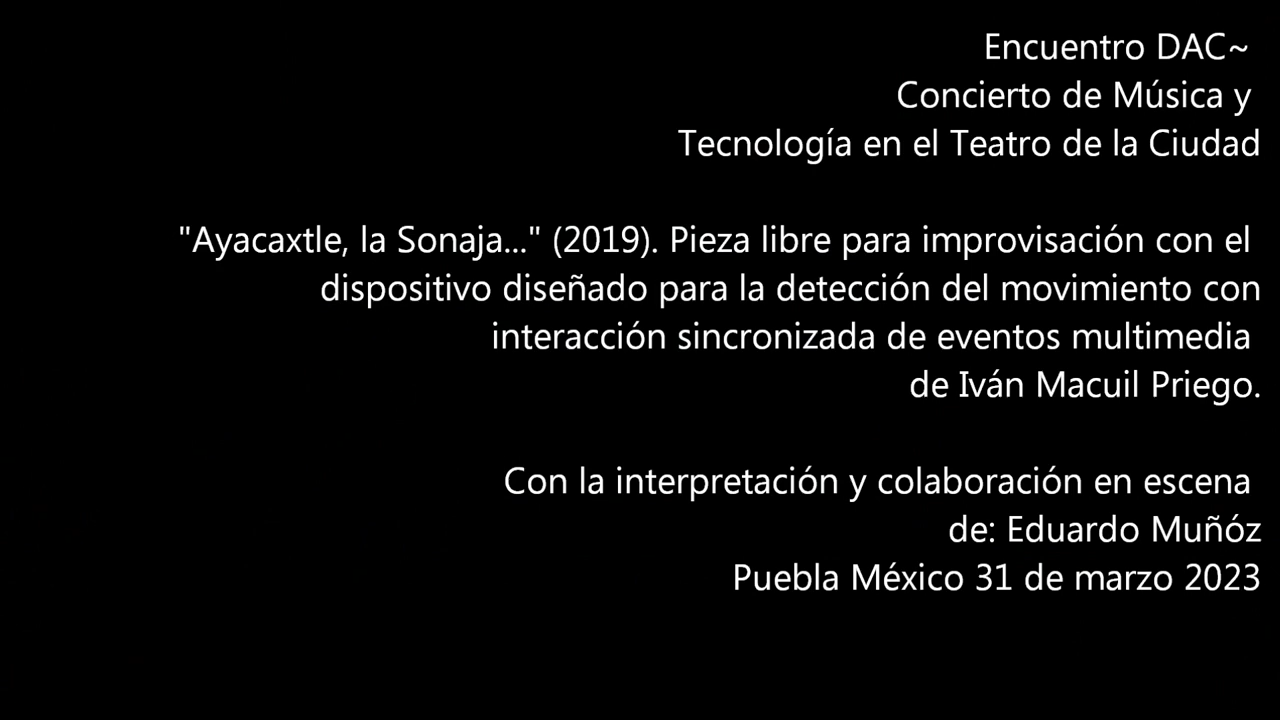 Encuentro DAC~
Concierto de Música y
Tecnología en el Teatro de la Ciudad
"Ayacaxtle, la Sonaja..." (2019). Pieza libre para improvisación con el
dispositivo diseñado para la detección del movimiento con
interacción sincronizada de eventos multimedia
de Iván Macuil Priego.
Con la interpretación y colaboración en escena
de: Eduardo Muñóz
Puebla México 31 de marzo 2023